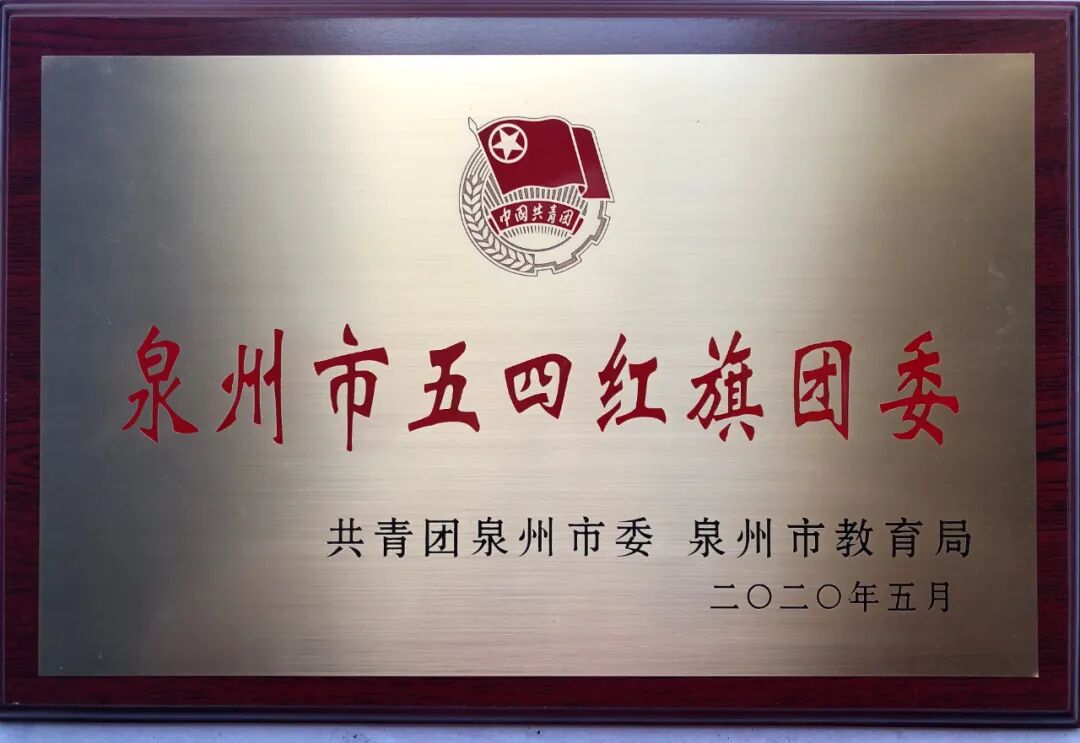 中国共青团
泉州市五四红旗团委
共青团泉州市委 泉州市教育局
二〇二〇年五月